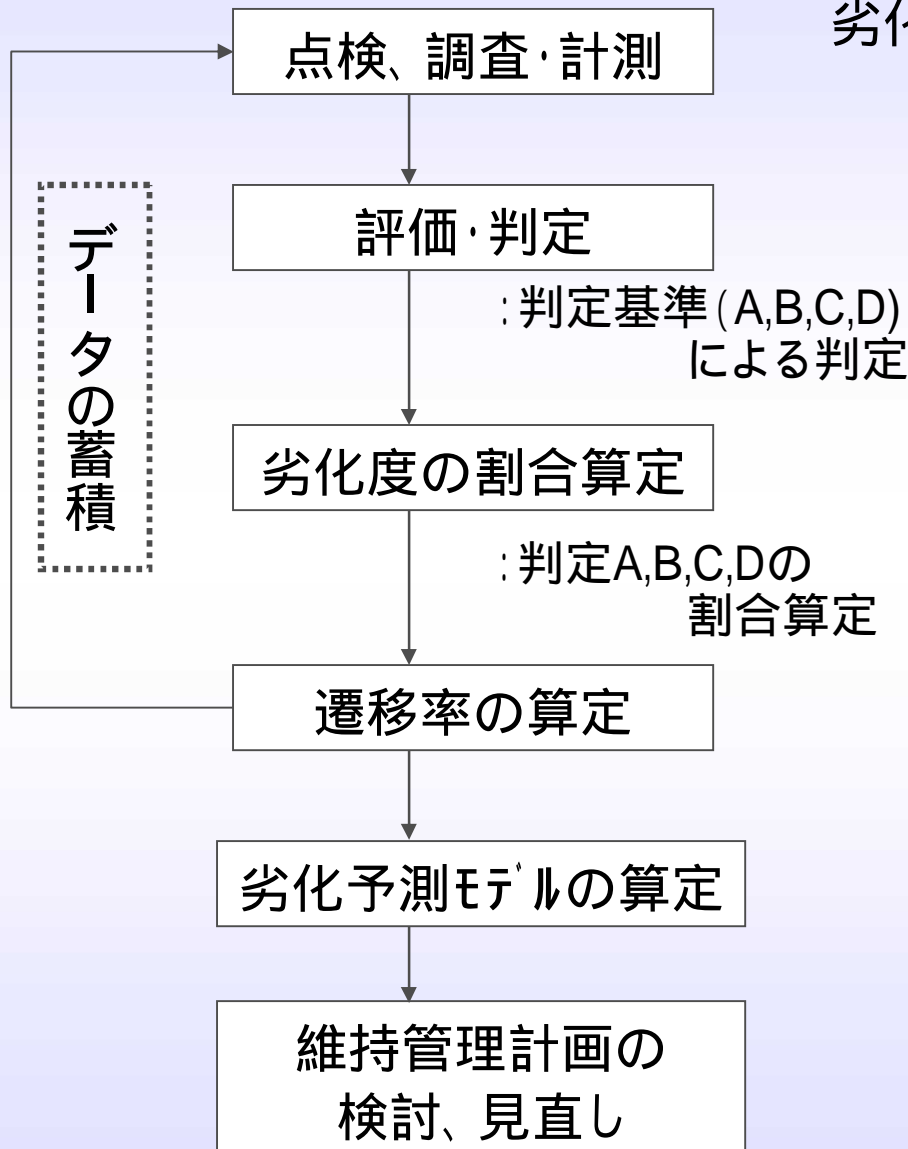 劣化
点検、調査・計測
データの蓄積
評価・判定
:判定基準(A,B,C,D)
による判定
劣化度の割合算定
:判定A,B,C,Dの
割合算定
遷移率の算定
劣化予測ﾓﾃﾞﾙの算定
維持管理計画の
検討、見直し